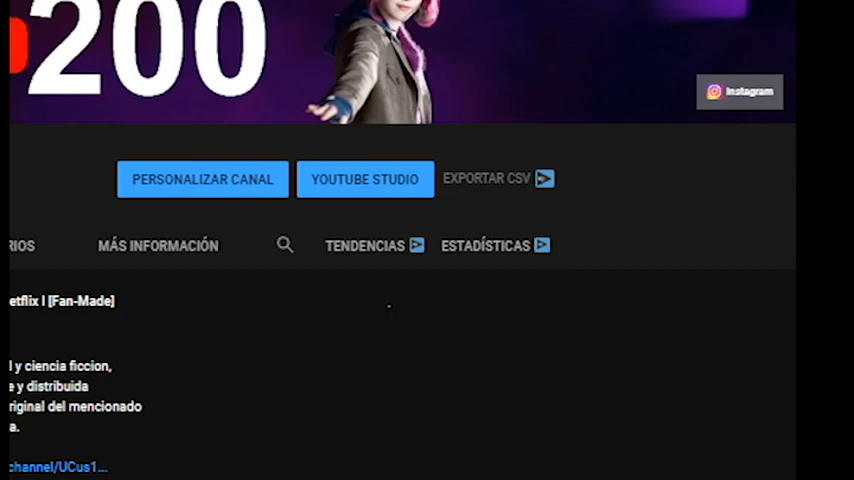 200
Instagram
PERSONALIZAR CANAL YOUTUBE STUDIO EXPORTAR CSV
RIOS MÁS INFORMACIÓN TENDENCIAS ESTADÍSTICAS
etflix I [Fan-Made]
l y ciencia ficcion,
e y distribuida
riginal del mencionado
a.
channel/UCus1...